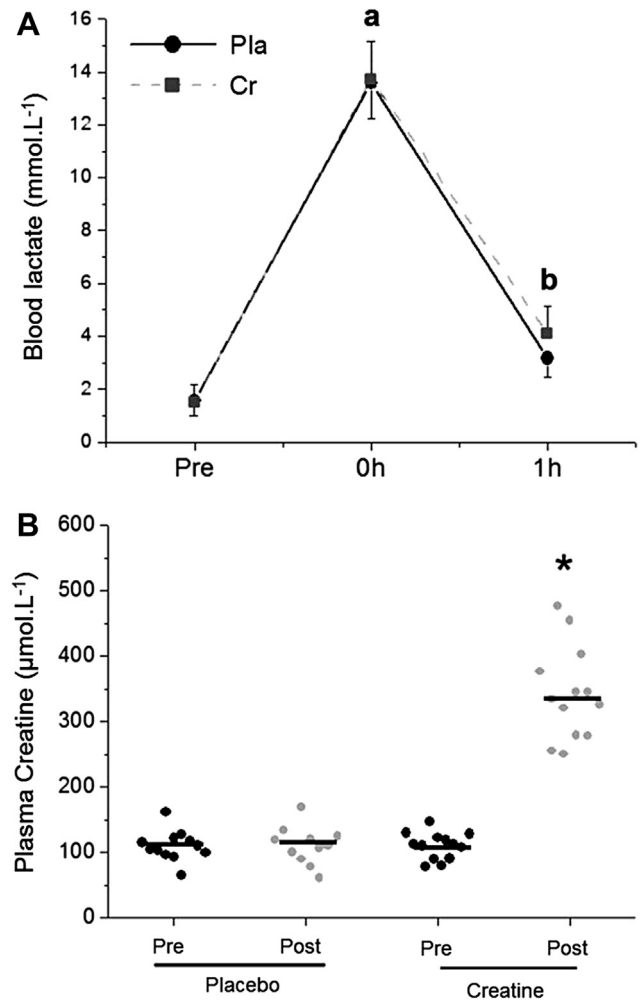 A
16
a
Pla
14
Cr
12
10
8
6
b
4
2
0
Blood lactate (mmol.L-1)
Pre 0h 1h
B
600
*
500
400
300
200
100
0
Plasma Creatine (µmol.L-1)
Pre Post Pre Post
Placebo Creatine